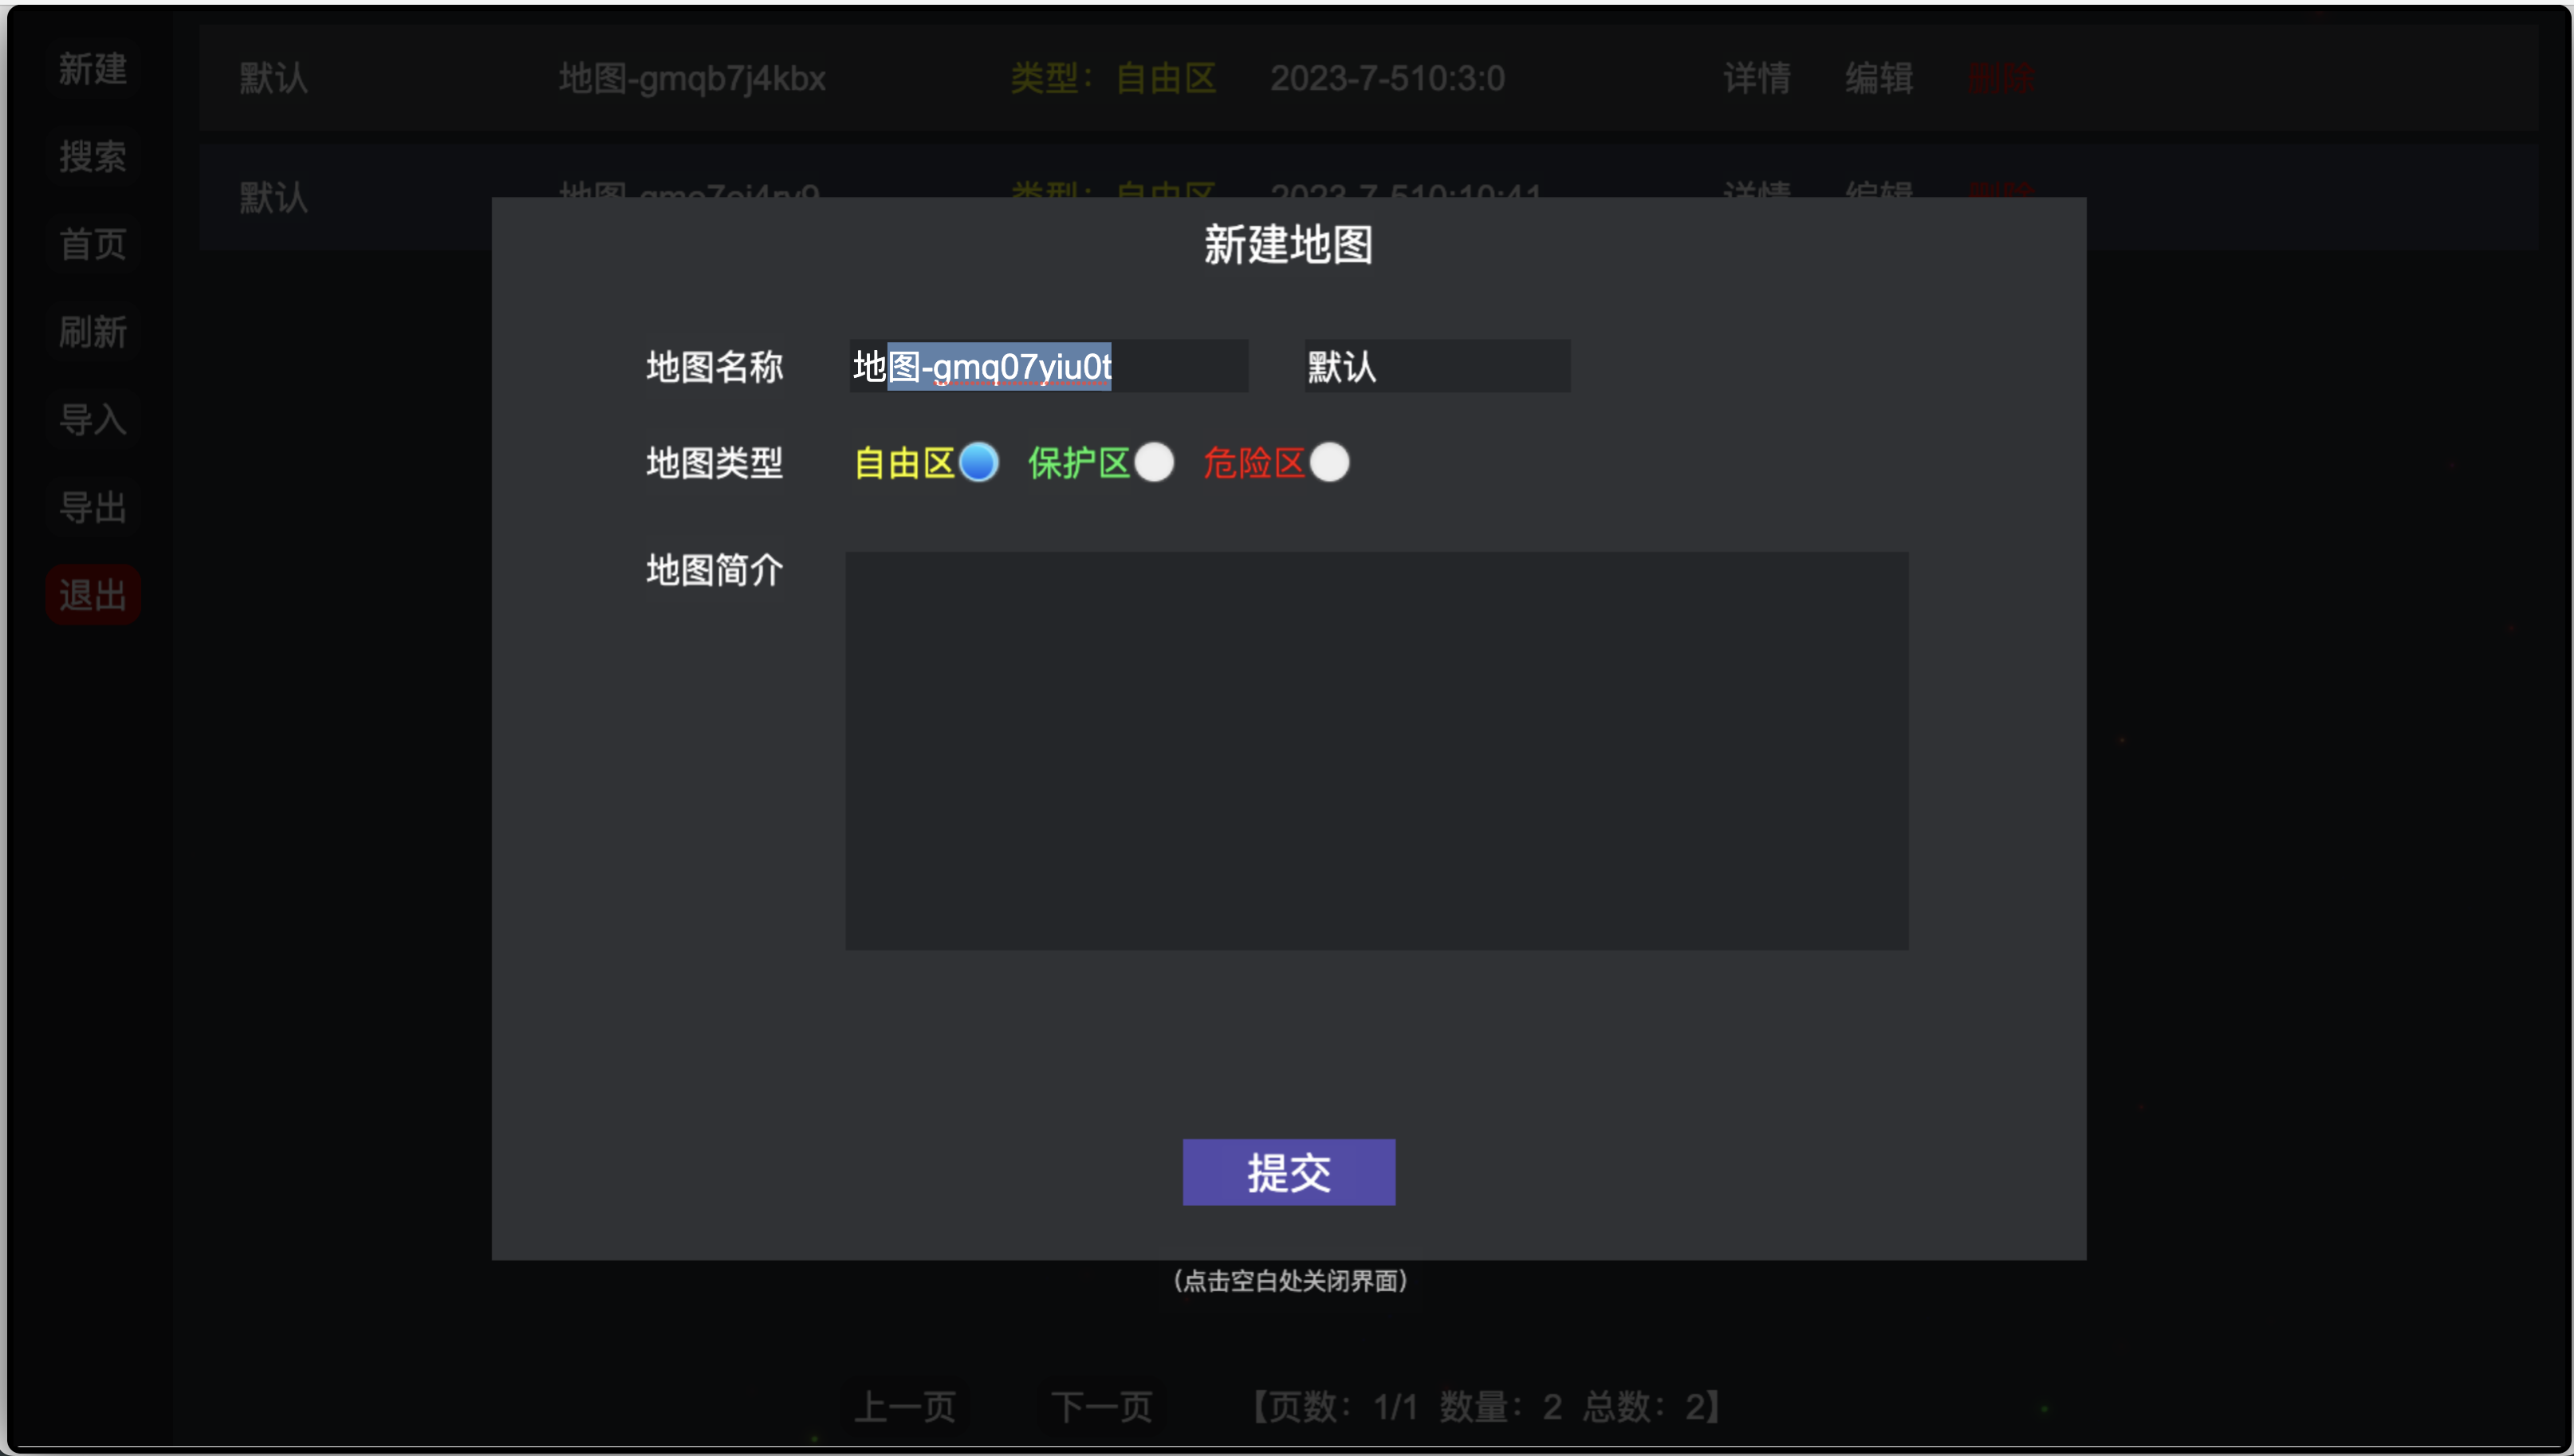 新建
搜索
首页
刷新
导入
导出
退出
默认 地图-gmqb7j4kbx 类型：自由区 2023-7-510:3:0 详情 编辑 删除
默认 类型：自由区 2023-7-510:10:41 详情 编辑 删除
新建地图
地图名称 地图-gmq07yiu0t 默认
地图类型 自由区 保护区 危险区
地图简介
提交
(点击空白处关闭界面)
上一页 下一页 【页数：1/1 数量：2 总数：2】